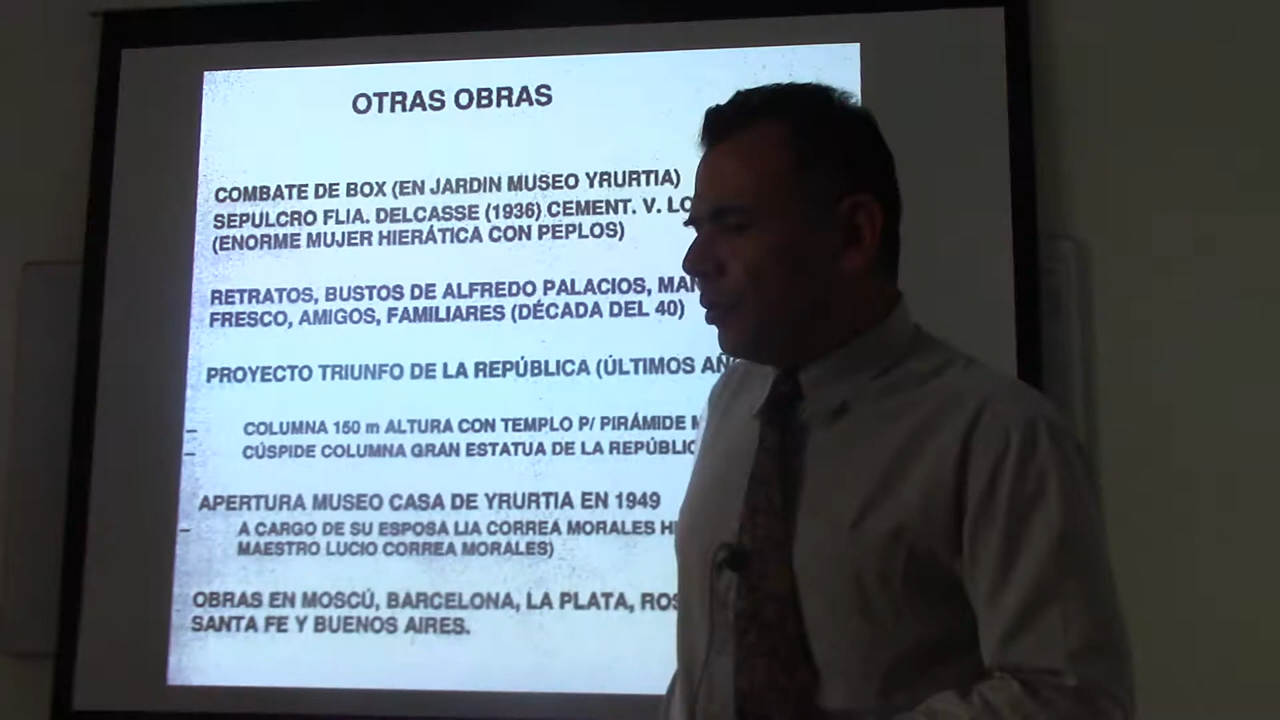 OTRAS OBRAS
COMBATE DE BOX (EN JARDIN MUSEO YRURTIA)
SEPULCRO FLIA. DELCASSE (1936) CEMENT. V.
(ENORME MUJER HIERÁTICA CON PEPLOS)
RETRATOS, BUSTOS DE ALFREDO PALACIOS,
FRESCO, AMIGOS, FAMILIARES (DÉCADA DEL 40)
PROYECTO TRIUNFO DE LA REPÚBLICA (ÚLTIMOS
– COLUMNA 150 m ALTURA CON TEMPLO P/ PIRÁMIDE
– CÚSPIDE COLUMNA GRAN ESTATUA DE LA
APERTURA MUSEO CASA DE YRURTIA EN 1949
– A CARGO DE SU ESPOSA LIA CORREA MORALES
MAESTRO LUCIO CORREA MORALES)
OBRAS EN MOSCÚ, BARCELONA, LA PLATA,
SANTA FE Y BUENOS AIRES.